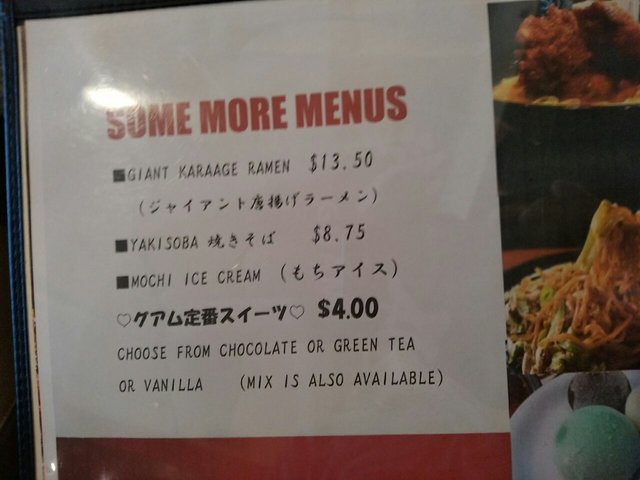 SOME MORE MENUS
■GIANT KARAAGE RAMEN $13.50
(ジャイアント唐揚げラーメン)
■YAKISOBA 焼きそば $8.75
■MOCHI ICE CREAM (もちアイス)
♡グアム定番スイーツ♡ $4.00
CHOOSE FROM CHOCOLATE OR GREEN TEA
OR VANILLA (MIX IS ALSO AVAILABLE)